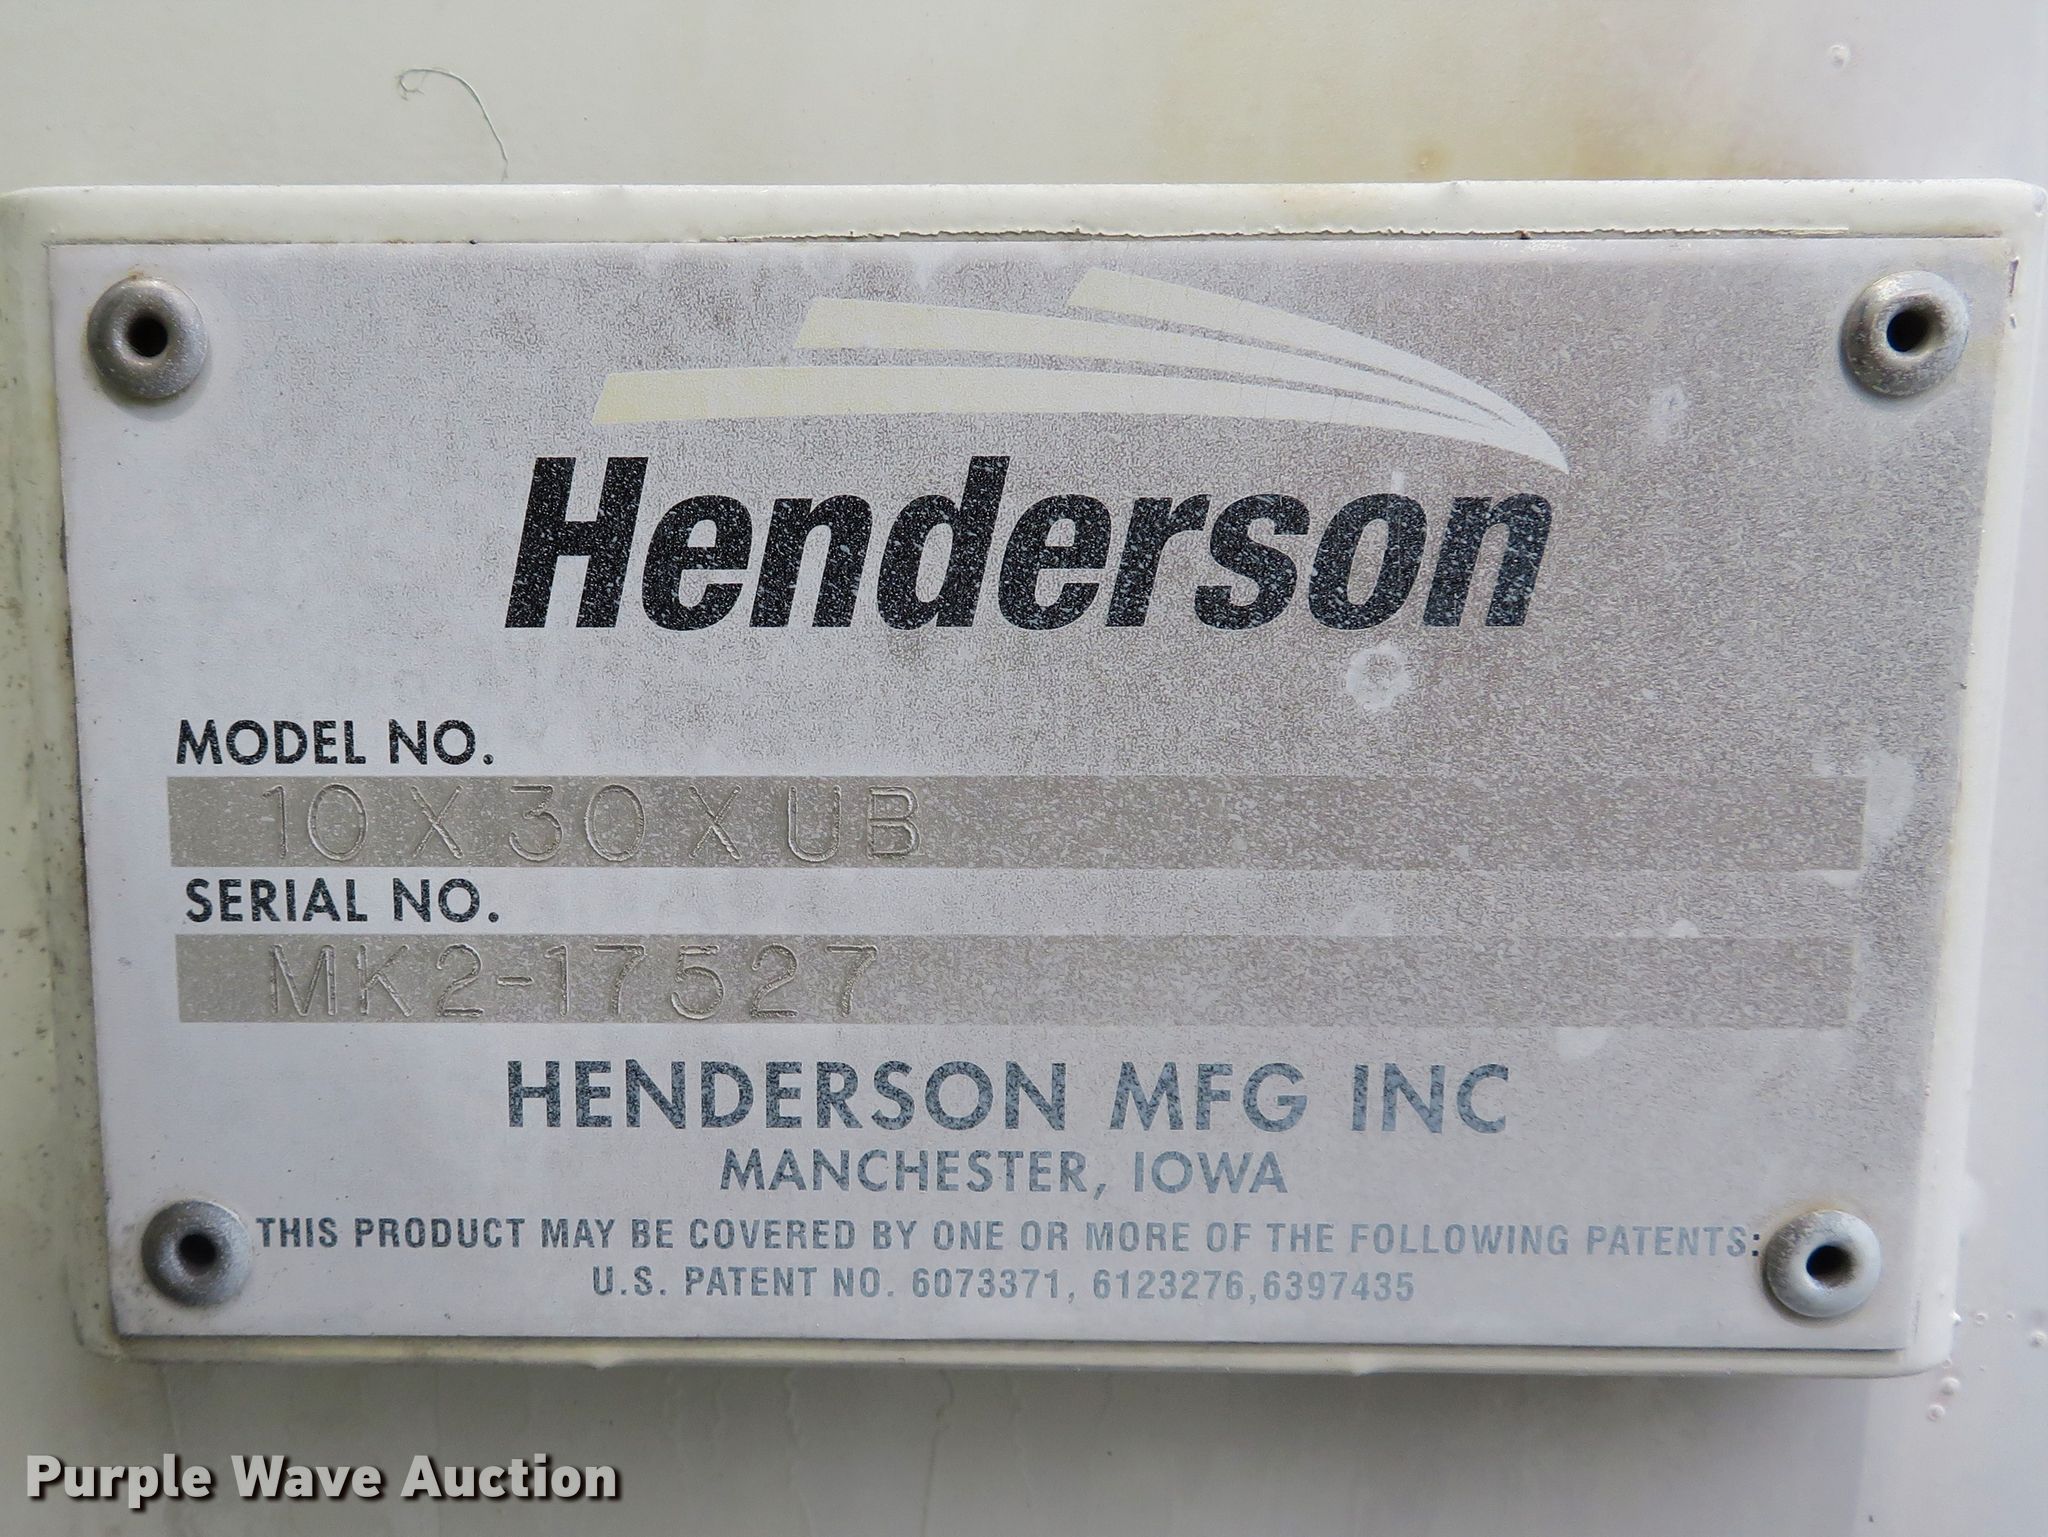 Henderson
MODEL NO.
10 X 30 X UB
SERIAL NO.
MK2-17527
HENDERSON MFG INC
MANCHESTER, IOWA
THIS PRODUCT MAY BE COVERED BY ONE OR MORE OF THE FOLLOWING PATENTS:
U.S. PATENT NO. 6073371, 6123276,6397435
Purple Wave Auction